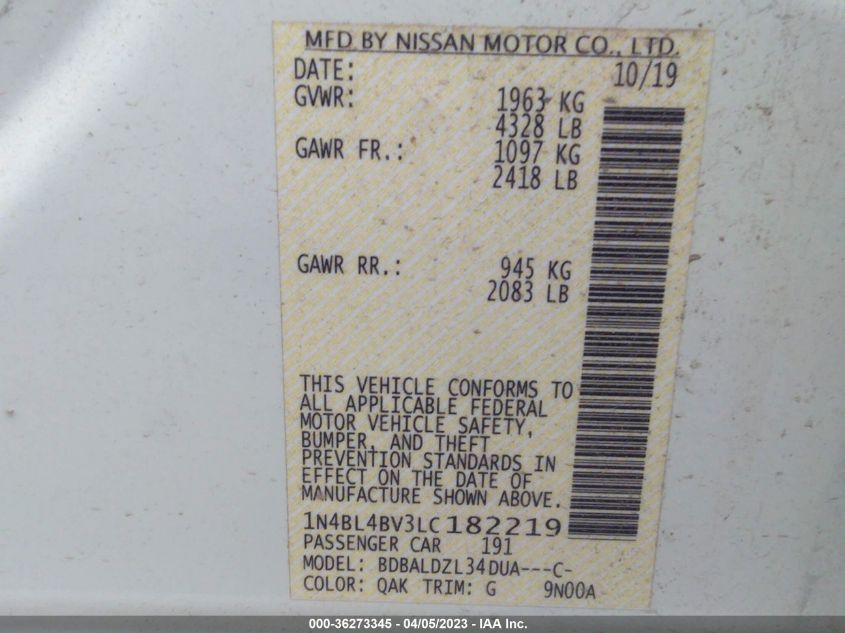 MFD BY NISSAN MOTOR CO., LTD.
DATE: 10/19
GVWR: 1963 KG
4328 LB
GAWR FR.: 1097 KG
2418 LB
GAWR RR.: 945 KG
2083 LB
THIS VEHICLE CONFORMS TO
ALL APPLICABLE FEDERAL
MOTOR VEHICLE SAFETY,
BUMPER, AND THEFT
PREVENTION STANDARDS IN
EFFECT ON THE DATE OF
MANUFACTURE SHOWN ABOVE.
1N4BL4BV3LC182219
PASSENGER CAR 191
MODEL: BDBALDZL34DUA---C-
COLOR: QAK TRIM: G 9N00A
000-36273345 - 04/05/2023 - IAA Inc.